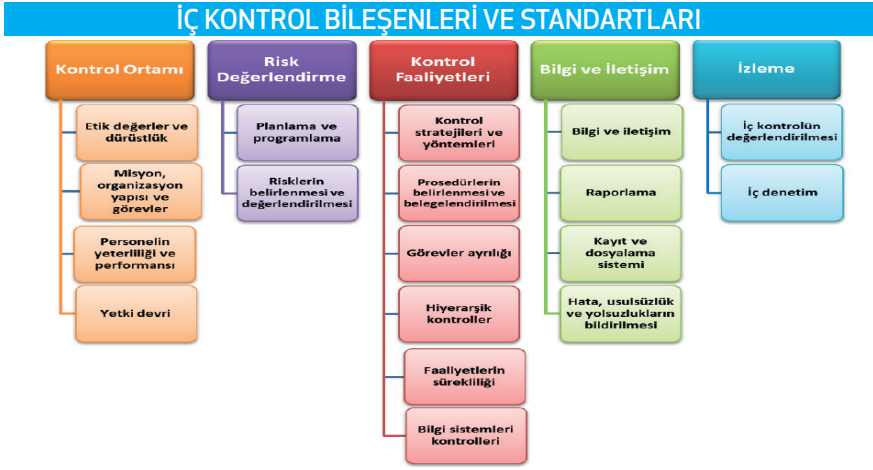 İÇ KONTROL BİLEŞENLERİ VE STANDARTLARI
Kontrol Ortamı
Etik değerler ve
dürüstlük
Misyon,
organizasyon
yapısı ve
görevler
Personelin
yeterliliği ve
performansı
Yetki devri
Risk
Değerlendirme
Planlama ve
programlama
Risklerin
belirlenmesi ve
değerlendirilmesi
Kontrol
Faaliyetleri
Kontrol
stratejileri ve
yöntemleri
Prosedürlerin
belirlenmesi ve
belegelendirilmesi
Görevler ayrılığı
Hiyerarşik
kontroller
Faaliyetlerin
sürekliliği
Bilgi sistemleri
kontrolleri
Bilgi ve İletişim
Bilgi ve iletişim
Raporlama
Kayıt ve
dosyalama
sistemi
Hata, usulsüzlük
ve yolsuzlukların
bildirilmesi
İzleme
İç kontrolün
değerlendirilmesi
İç denetim